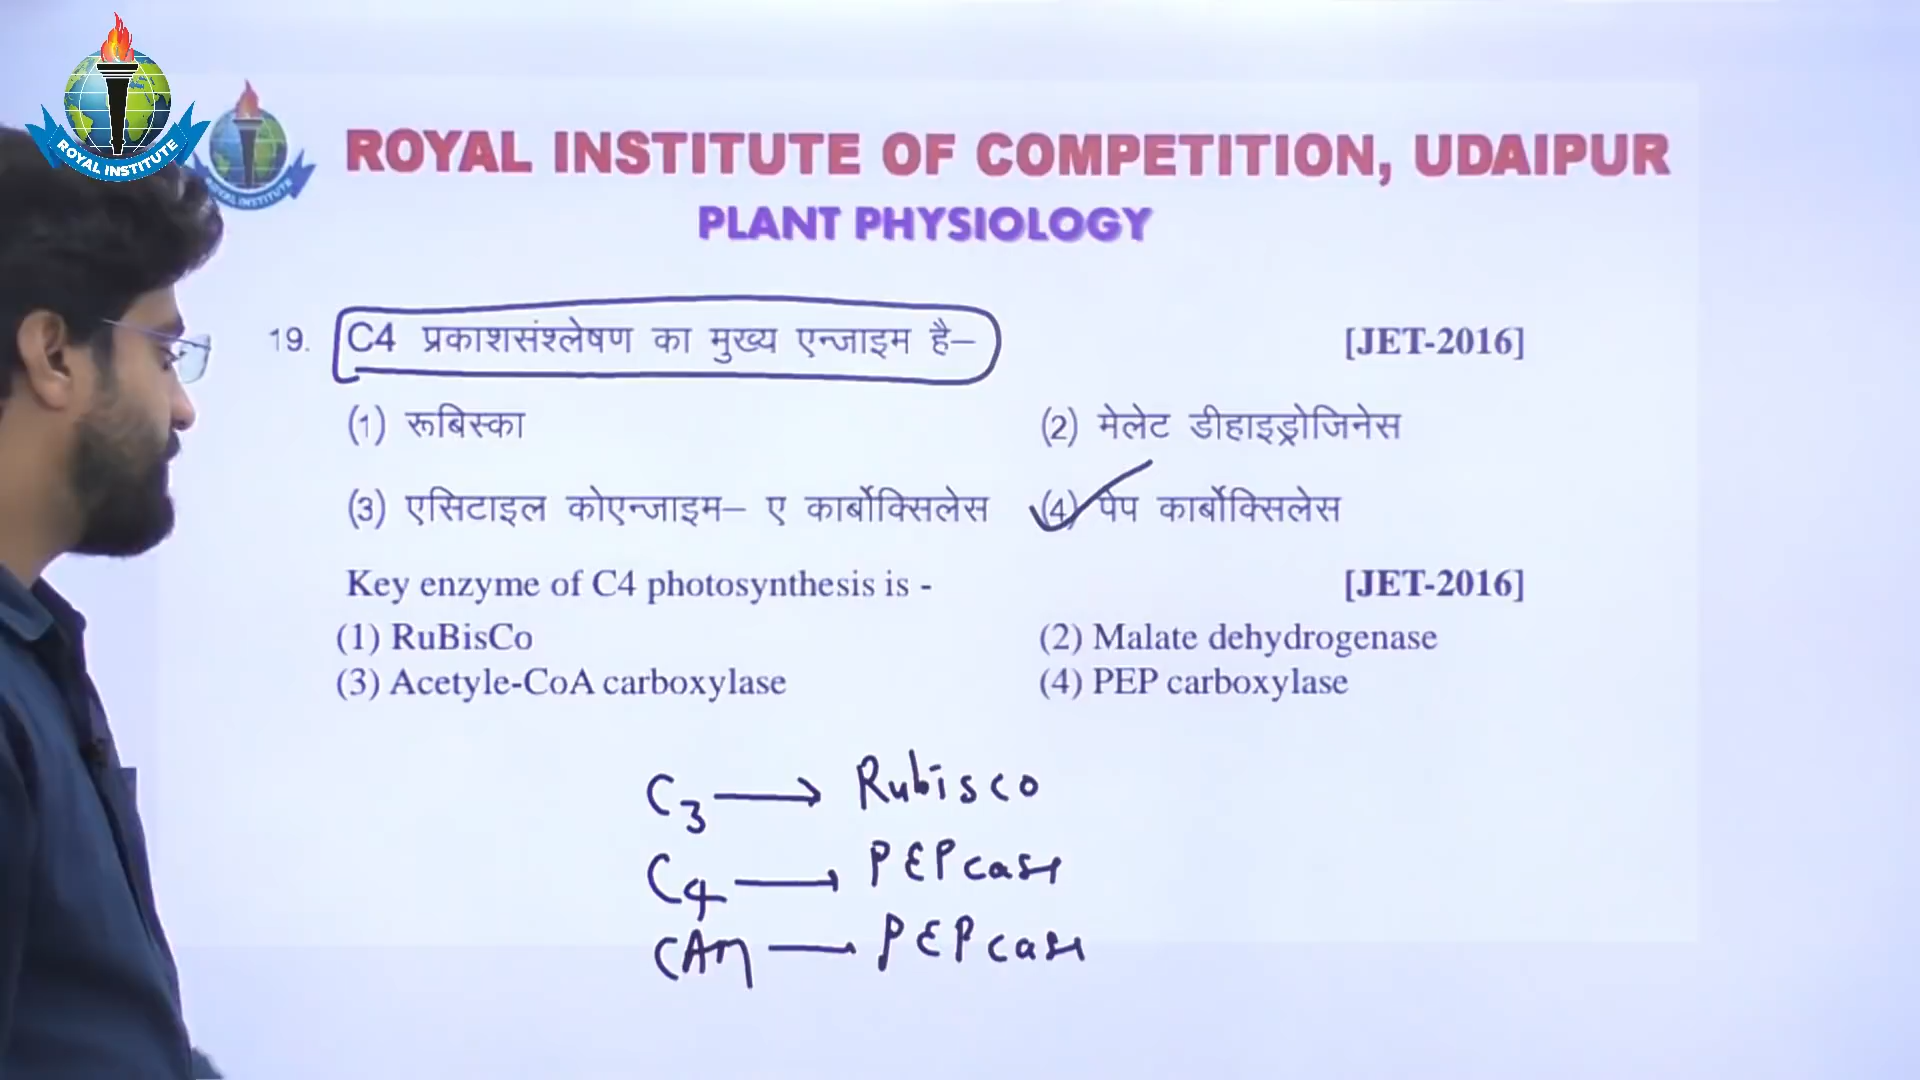 ROYAL INSTITUTE
ROYAL INSTITUTE OF COMPETITION, UDAIPUR
PLANT PHYSIOLOGY
19. C4 प्रकाशसंश्लेषण का मुख्य एन्जाइम है– [JET-2016]
(1) रूबिस्का (2) मेलेट डीहाइड्रोजिनेस
(3) एसिटाइल कोएन्जाइम– ए कार्बोक्सिलेस (4) पेप कार्बोक्सिलेस
Key enzyme of C4 photosynthesis is - [JET-2016]
(1) RuBisCo (2) Malate dehydrogenase
(3) Acetyle-CoA carboxylase (4) PEP carboxylase
C3 → Rubisco
C4 → PEPcase
CAM → PEPcase